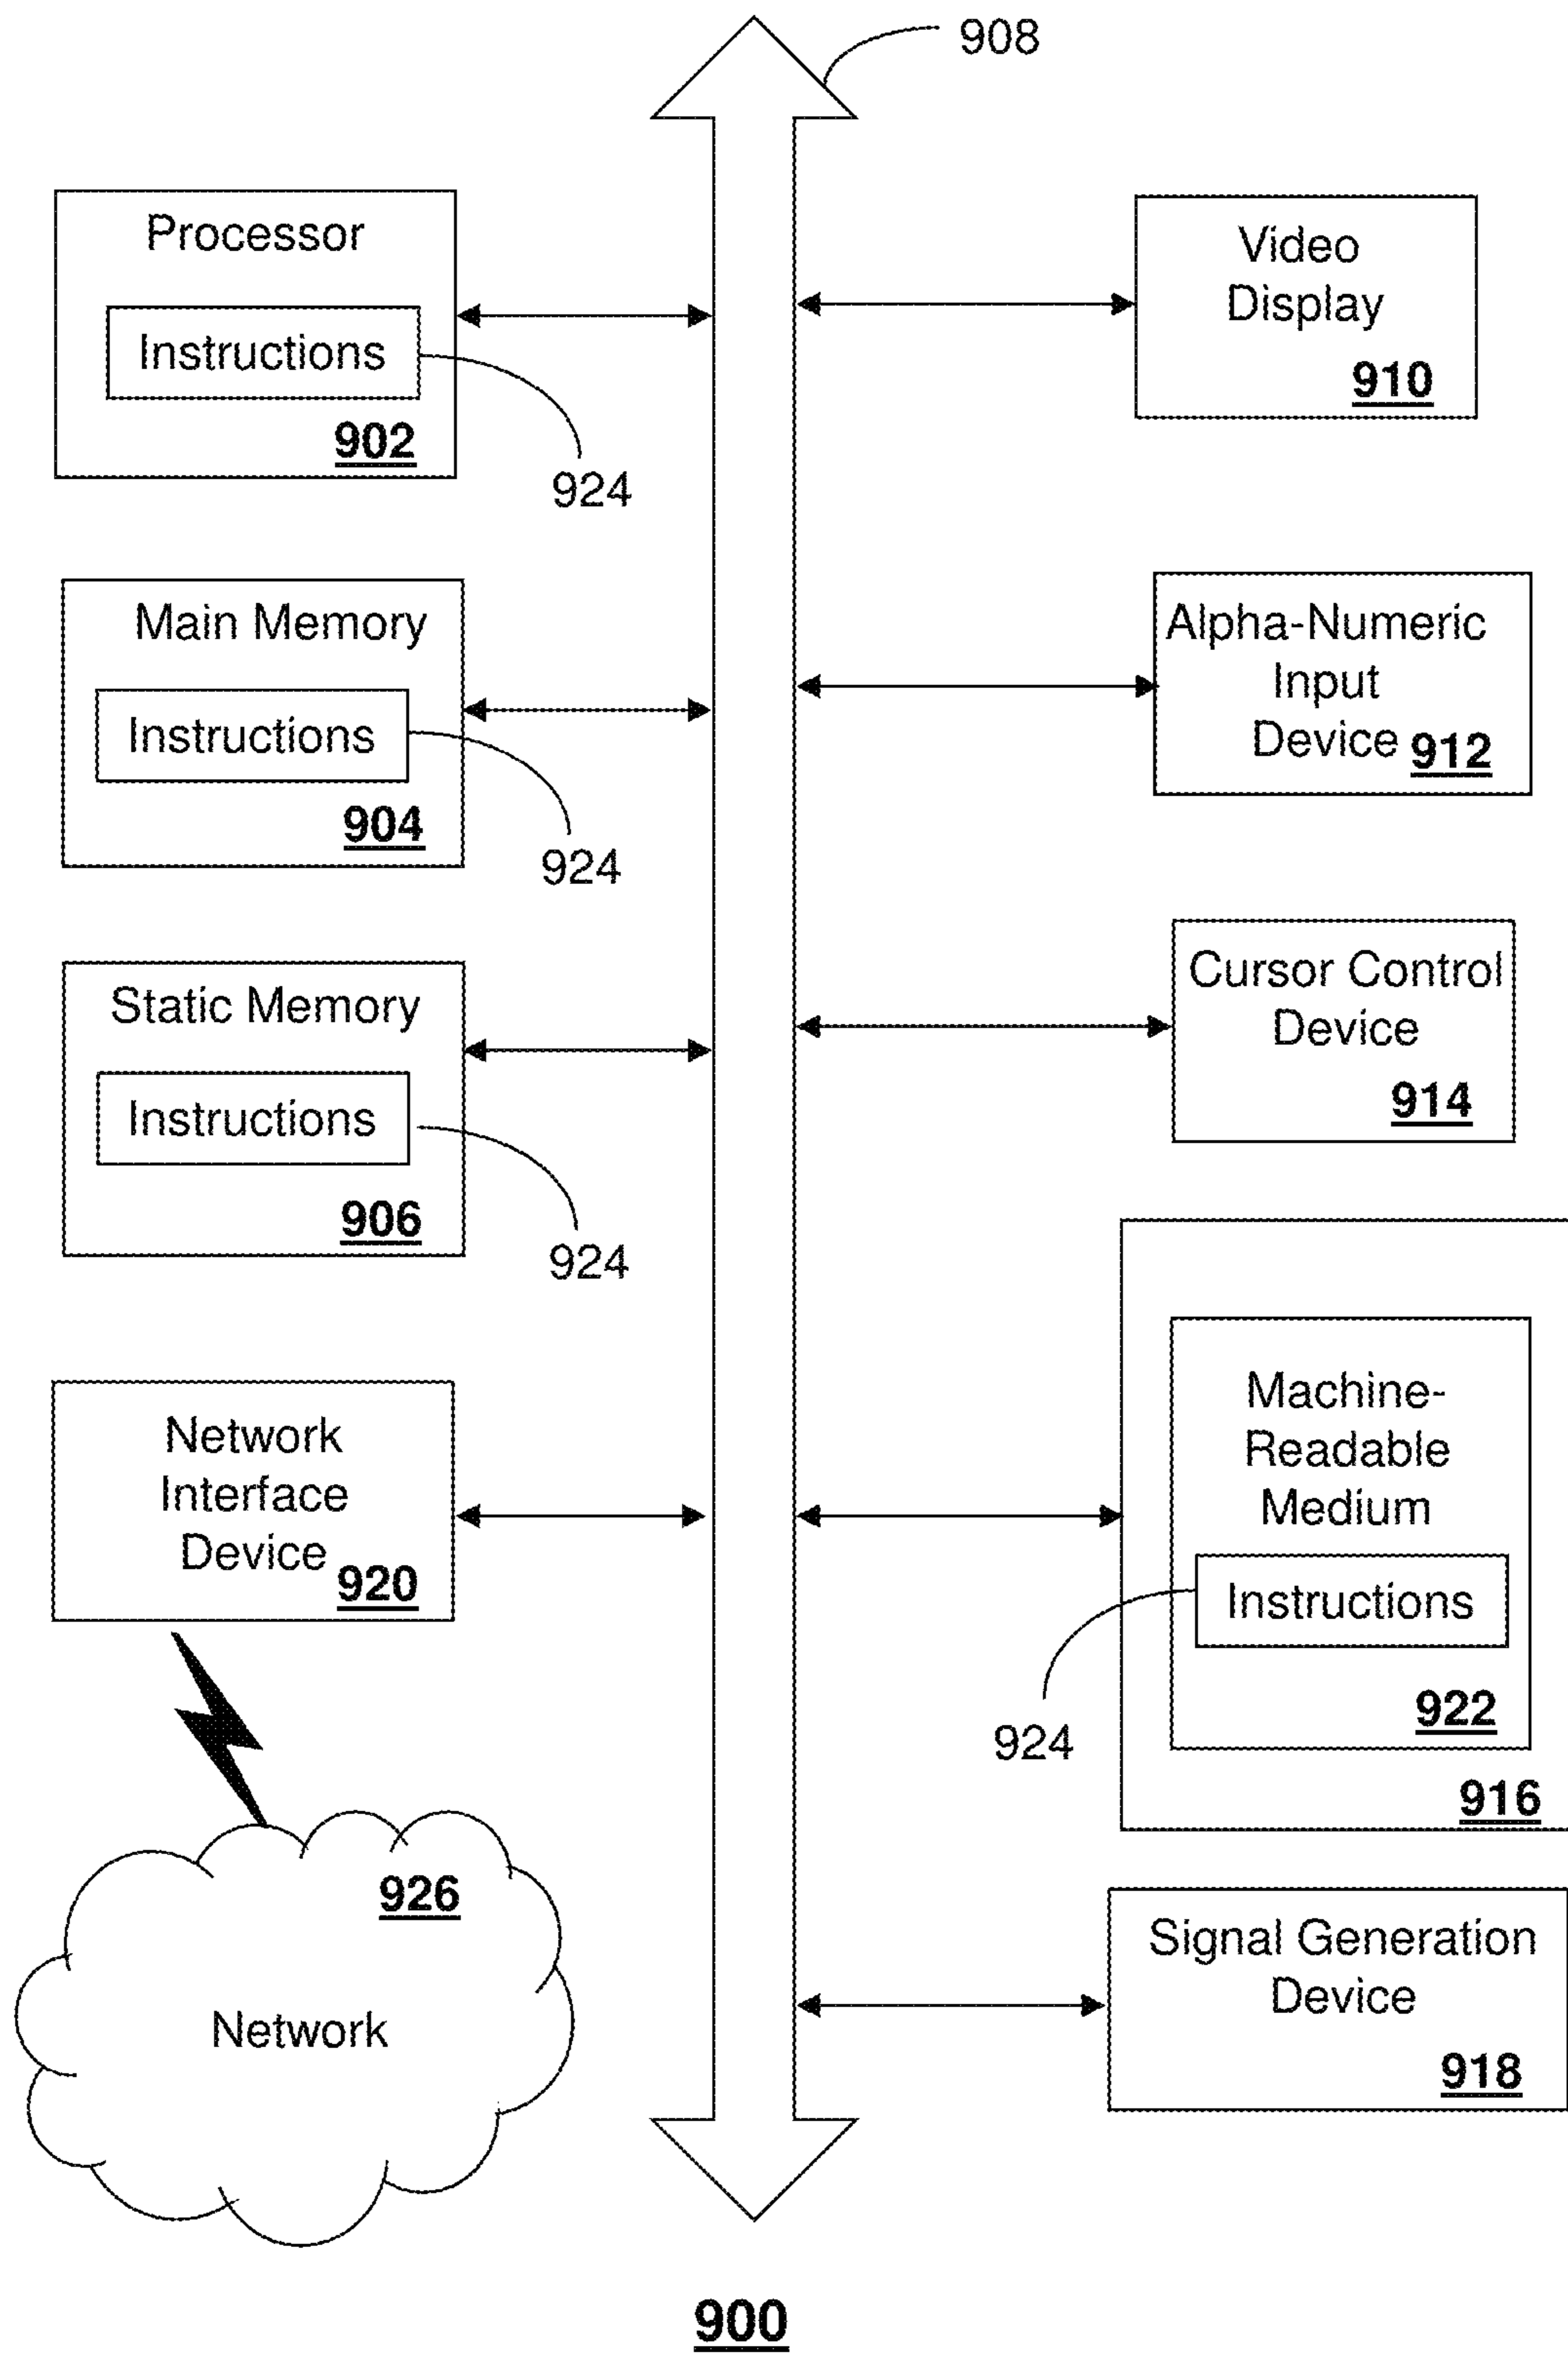 908
Processor
Instructions
902
924
Main Memory
Instructions
904
924
Static Memory
Instructions
906
924
Network
Interface
Device
920
926
Network
Video
Display
910
Alpha-Numeric
Input
Device 912
Cursor Control
Device
914
Machine-
Readable
Medium
Instructions
922
924
916
Signal Generation
Device
918
900